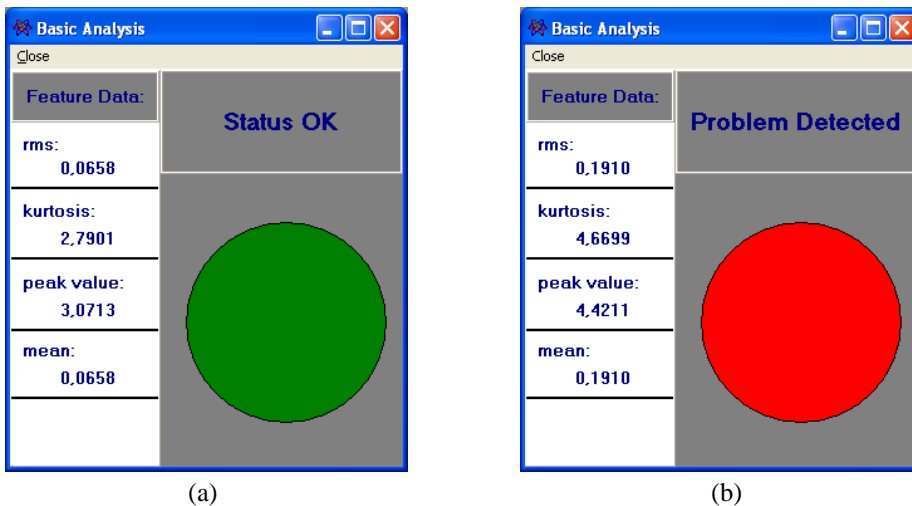 Basic Analysis
Close
Feature Data:
Status OK
rms:
0,0658
kurtosis:
2,7901
peak value:
3,0713
mean:
0,0658
(a)
Basic Analysis
Close
Feature Data:
Problem Detected
rms:
0,1910
kurtosis:
4,6699
peak value:
4,4211
mean:
0,1910
(b)